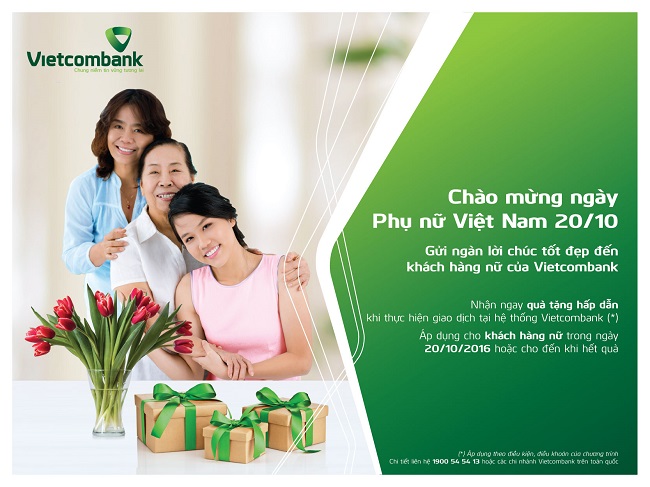 Vietcombank
Chung niềm tin vững tương lai
Chào mừng ngày
Phụ nữ Việt Nam 20/10
Gửi ngàn lời chúc tốt đẹp đến
khách hàng nữ của Vietcombank
Nhận ngay quà tặng hấp dẫn
khi thực hiện giao dịch tại hệ thống Vietcombank (*)
Áp dụng cho khách hàng nữ trong ngày
20/10/2016 hoặc cho đến khi hết quà
(*) Áp dụng theo điều kiện, điều khoản của chương trình
Chi tiết liên hệ 1900 54 54 13 hoặc các chi nhánh Vietcombank trên toàn quốc